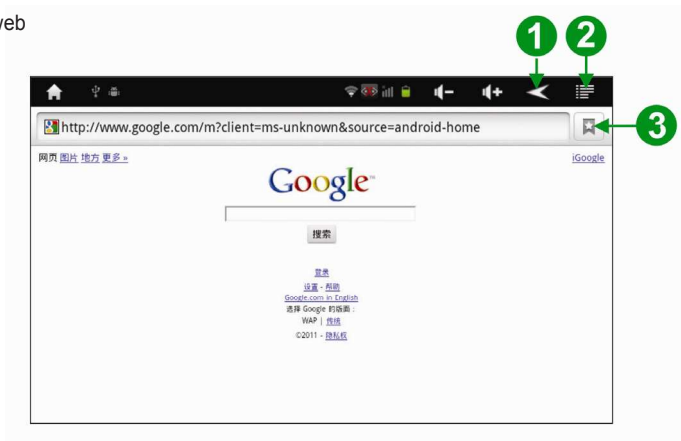 web
1 2
http://www.google.com/m?client=ms-unknown&source=android-home
3
网页 图片 地方 更多 »
iGoogle
Google
搜索
登录
设置 - 帮助
Google.com in English
选择 Google 的版面：
WAP | 传统
©2011 - 隐私权